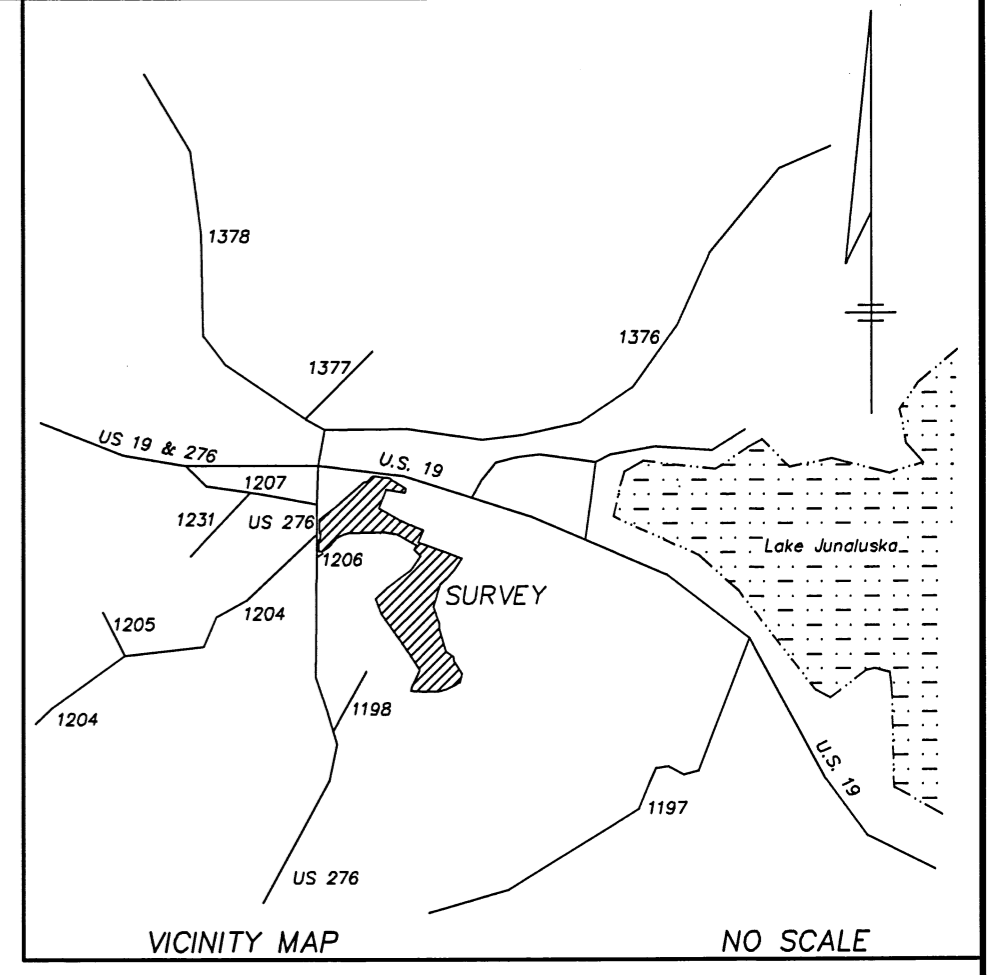 1378
1376
1377
US 19 & 276
U.S. 19
1207
1231
US 276
1206
Lake Junaluska
SURVEY
1204
1205
1198
1204
U.S. 19
1197
US 276
VICINITY MAP
NO SCALE